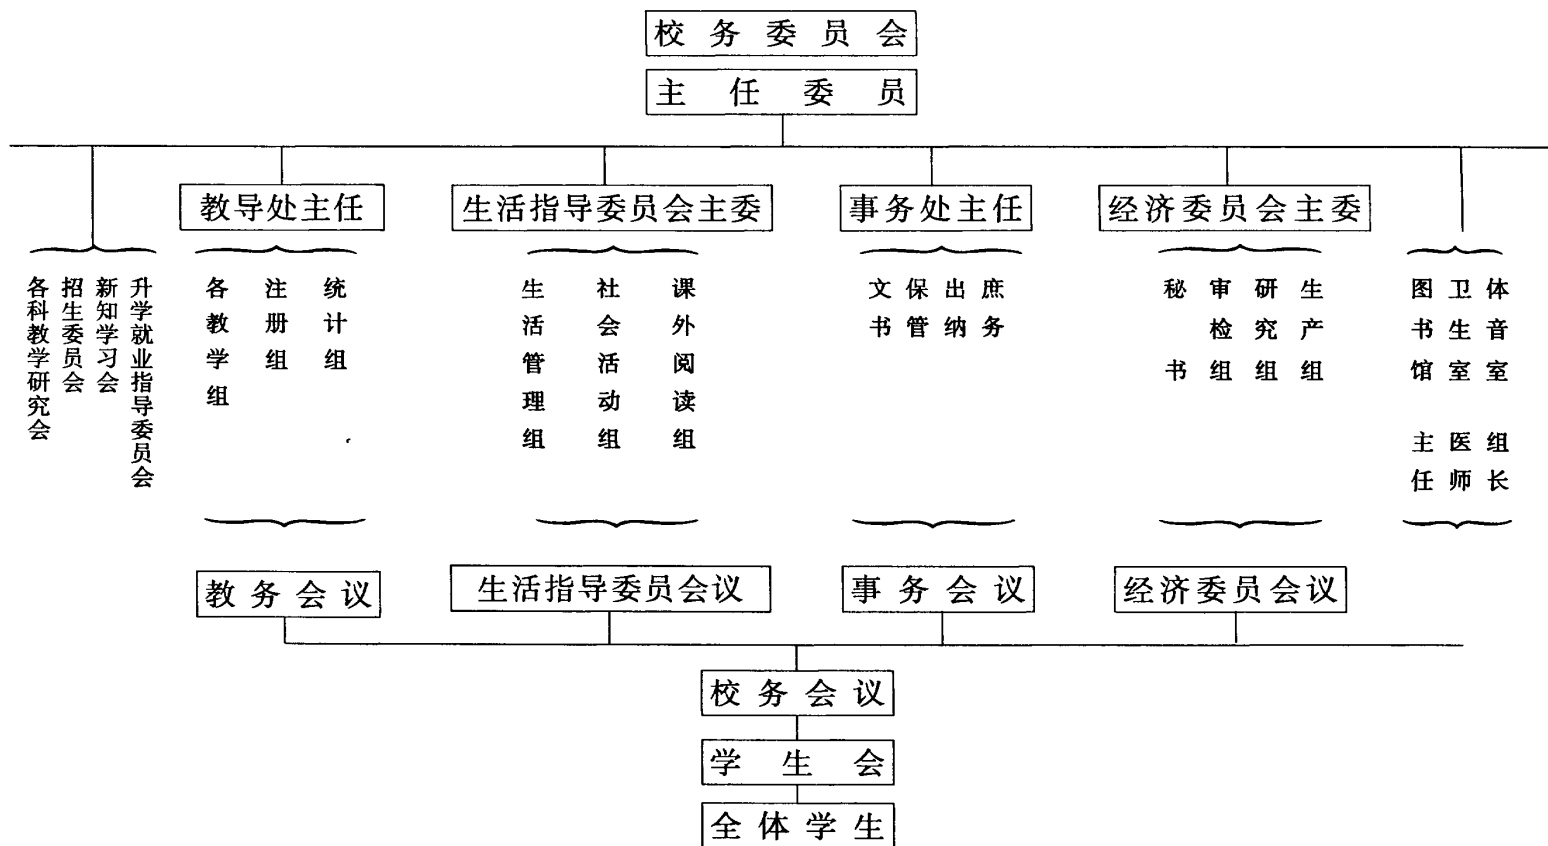 校务委员会
主任委员
教导处主任
生活指导委员会主委
事务处主任
经济委员会主委
各科教学研究会
招生委员会
新知学习会
升学就业指导委员会
各教学组
注册组
统计组
生活管理组
社会活动组
课外阅读组
文书
保管
出纳
庶务
秘书
审检组
研究组
生产组
图书馆主任
卫生室医师
体音室组长
教务会议
生活指导委员会议
事务会议
经济委员会议
校务会议
学生会
全体学生